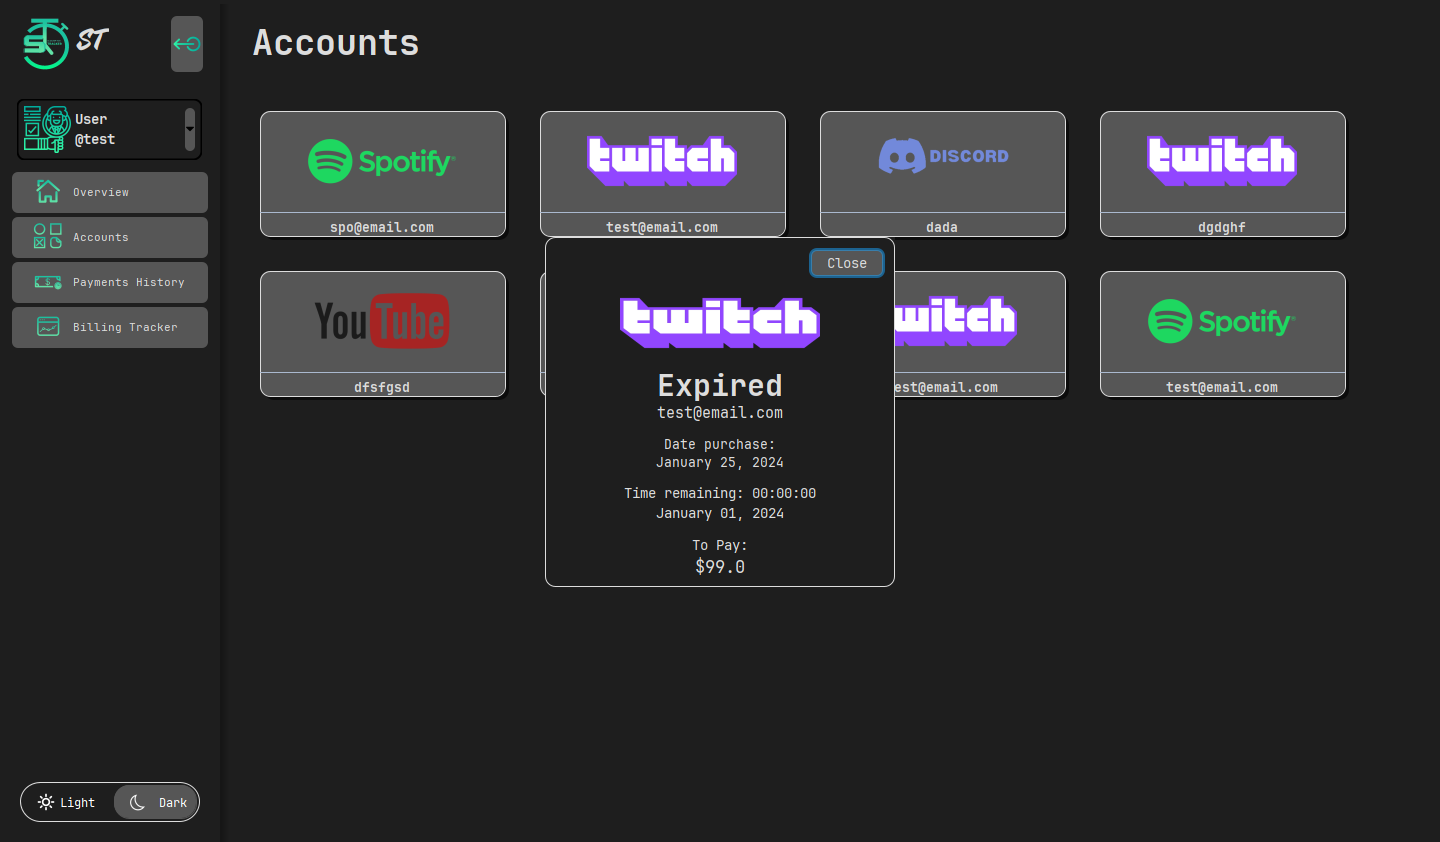 ST
Accounts
User
@test
Overview
Accounts
Payments History
Billing Tracker
Spotify
spo@email.com
twitch
test@email.com
DISCORD
dada
twitch
dgdghf
YouTube
dfsfgsd
witch
est@email.com
Spotify
test@email.com
Close
twitch
Expired
test@email.com
Date purchase:
January 25, 2024
Time remaining: 00:00:00
January 01, 2024
To Pay:
$99.0
Light
Dark